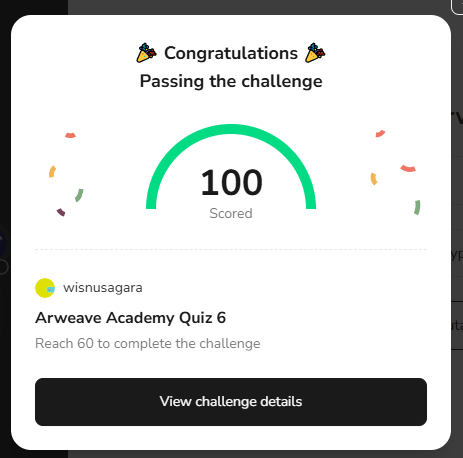 Congratulations
Passing the challenge
100
Scored
wisnusagara
Arweave Academy Quiz 6
Reach 60 to complete the challenge
View challenge details